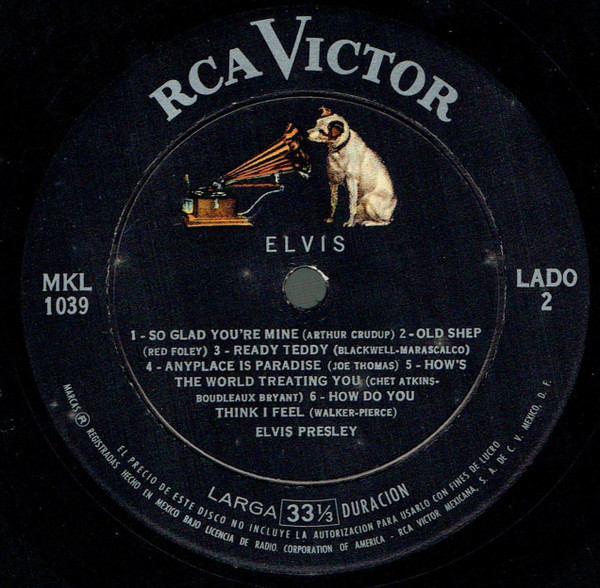 RCA VICTOR
ELVIS
MKL
1039
LADO
2
1 - SO GLAD YOU'RE MINE (ARTHUR CRUDUP) 2 - OLD SHEP
(RED FOLEY) 3 - READY TEDDY (BLACKWELL-MARASCALCO)
4 - ANYPLACE IS PARADISE (JOE THOMAS) 5 - HOW'S
THE WORLD TREATING YOU (CHET ATKINS-
BOUDLEAUX BRYANT) 6 - HOW DO YOU
THINK I FEEL (WALKER-PIERCE)
ELVIS PRESLEY
LARGA 33⅓ DURACION
MARCAS ® REGISTRADAS HECHO EN MEXICO BAJO LICENCIA DE RADIO CORPORATION OF AMERICA - RCA VICTOR MEXICANA, S. A. DE C. V. MEXICO, D. F.
EL PRECIO DE ESTE DISCO NO INCLUYE LA AUTORIZACION PARA USARLO CON FINES DE LUCRO